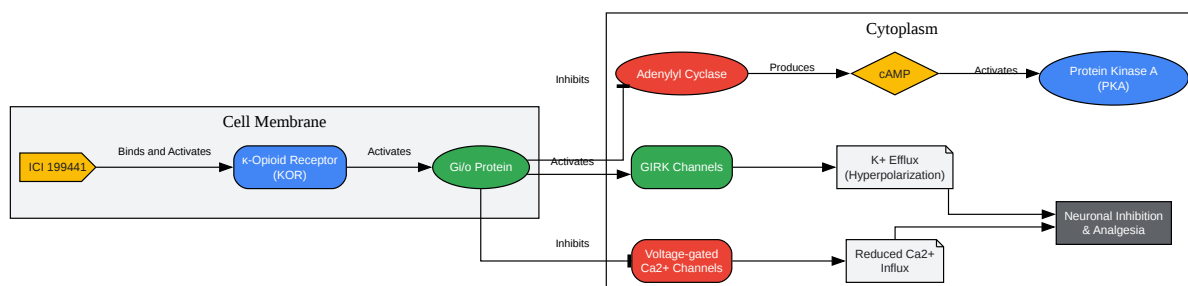 Cytoplasm
Inhibits
Adenylyl Cyclase
Produces
cAMP
Activates
Protein Kinase A
(PKA)
Cell Membrane
ICI 199441
Binds and Activates
κ-Opioid Receptor
(KOR)
Activates
Gi/o Protein
Activates
GIRK Channels
K+ Efflux
(Hyperpolarization)
Neuronal Inhibition
& Analgesia
Inhibits
Voltage-gated
Ca2+ Channels
Reduced Ca2+
Influx